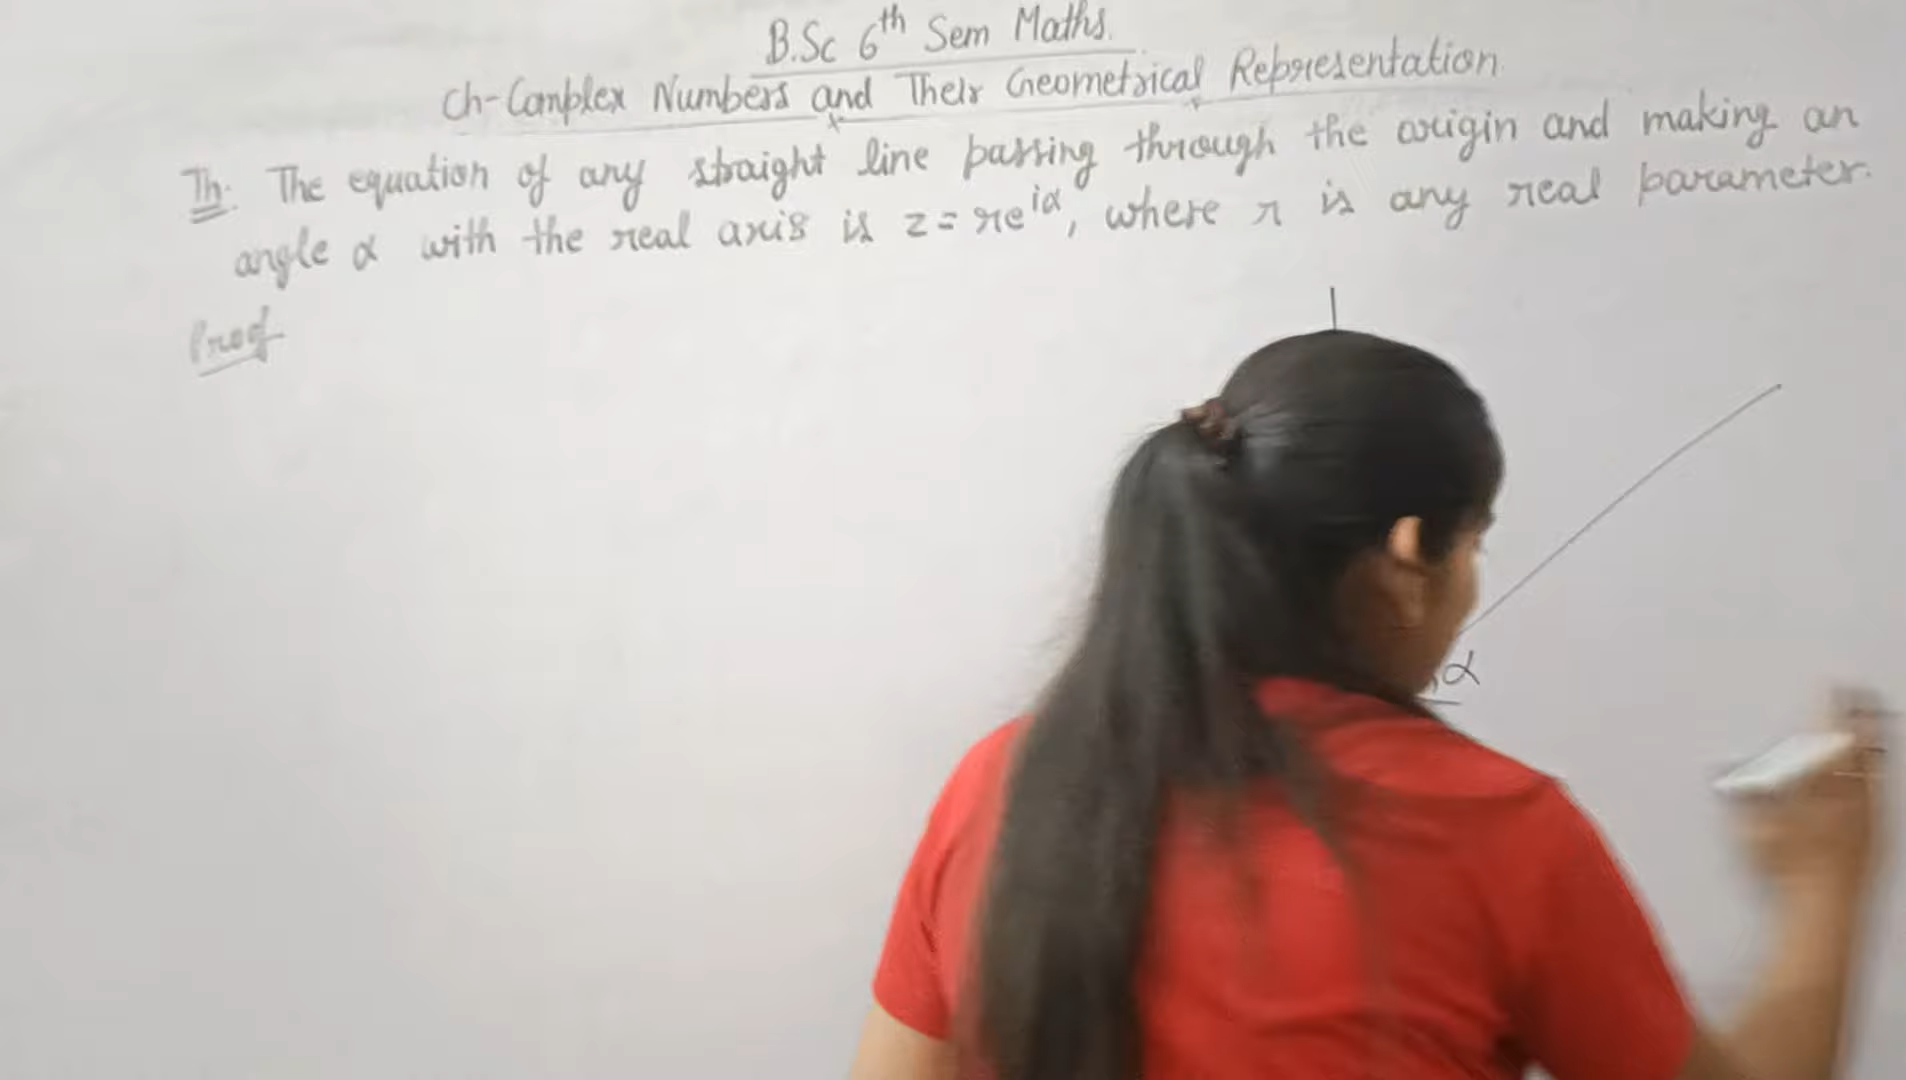 B.Sc 6th Sem Maths.
Ch-Complex Numbers and Their Geometrical Representation
Th: The equation of any straight line passing through the origin and making an
angle α with the real axis is z = re^{iα}, where r is any real parameter.
Proof
α